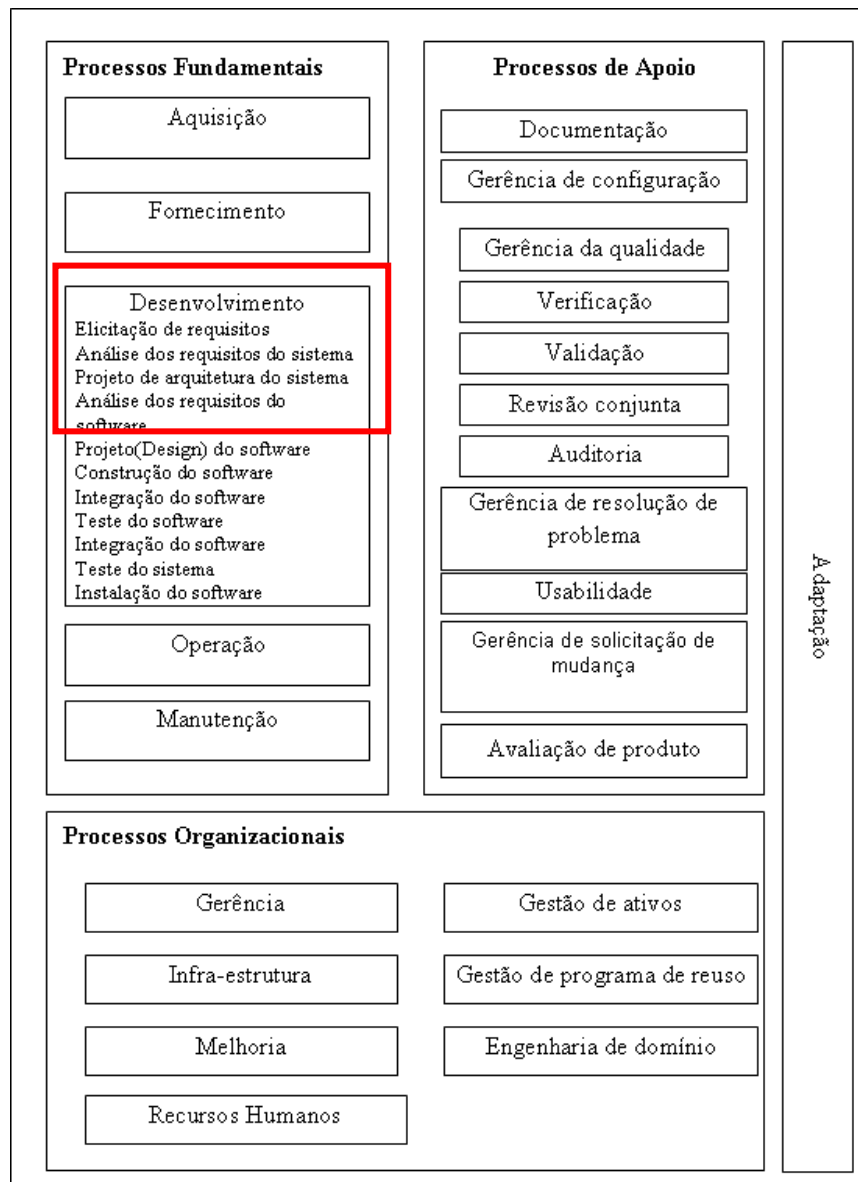 Processos Fundamentais
Aquisição
Fornecimento
Desenvolvimento
Elicitação de requisitos
Análise dos requisitos do sistema
Projeto de arquitetura do sistema
Análise dos requisitos do
software
Projeto(Design) do software
Construção do software
Integração do software
Teste do software
Integração do software
Teste do sistema
Instalação do software
Operação
Manutenção
Processos de Apoio
Documentação
Gerência de configuração
Gerência da qualidade
Verificação
Validação
Revisão conjunta
Auditoria
Gerência de resolução de
problema
Usabilidade
Gerência de solicitação de
mudança
Avaliação de produto
Processos Organizacionais
Gerência
Infra-estrutura
Melhoria
Recursos Humanos
Gestão de ativos
Gestão de programa de reuso
Engenharia de domínio
Adaptação